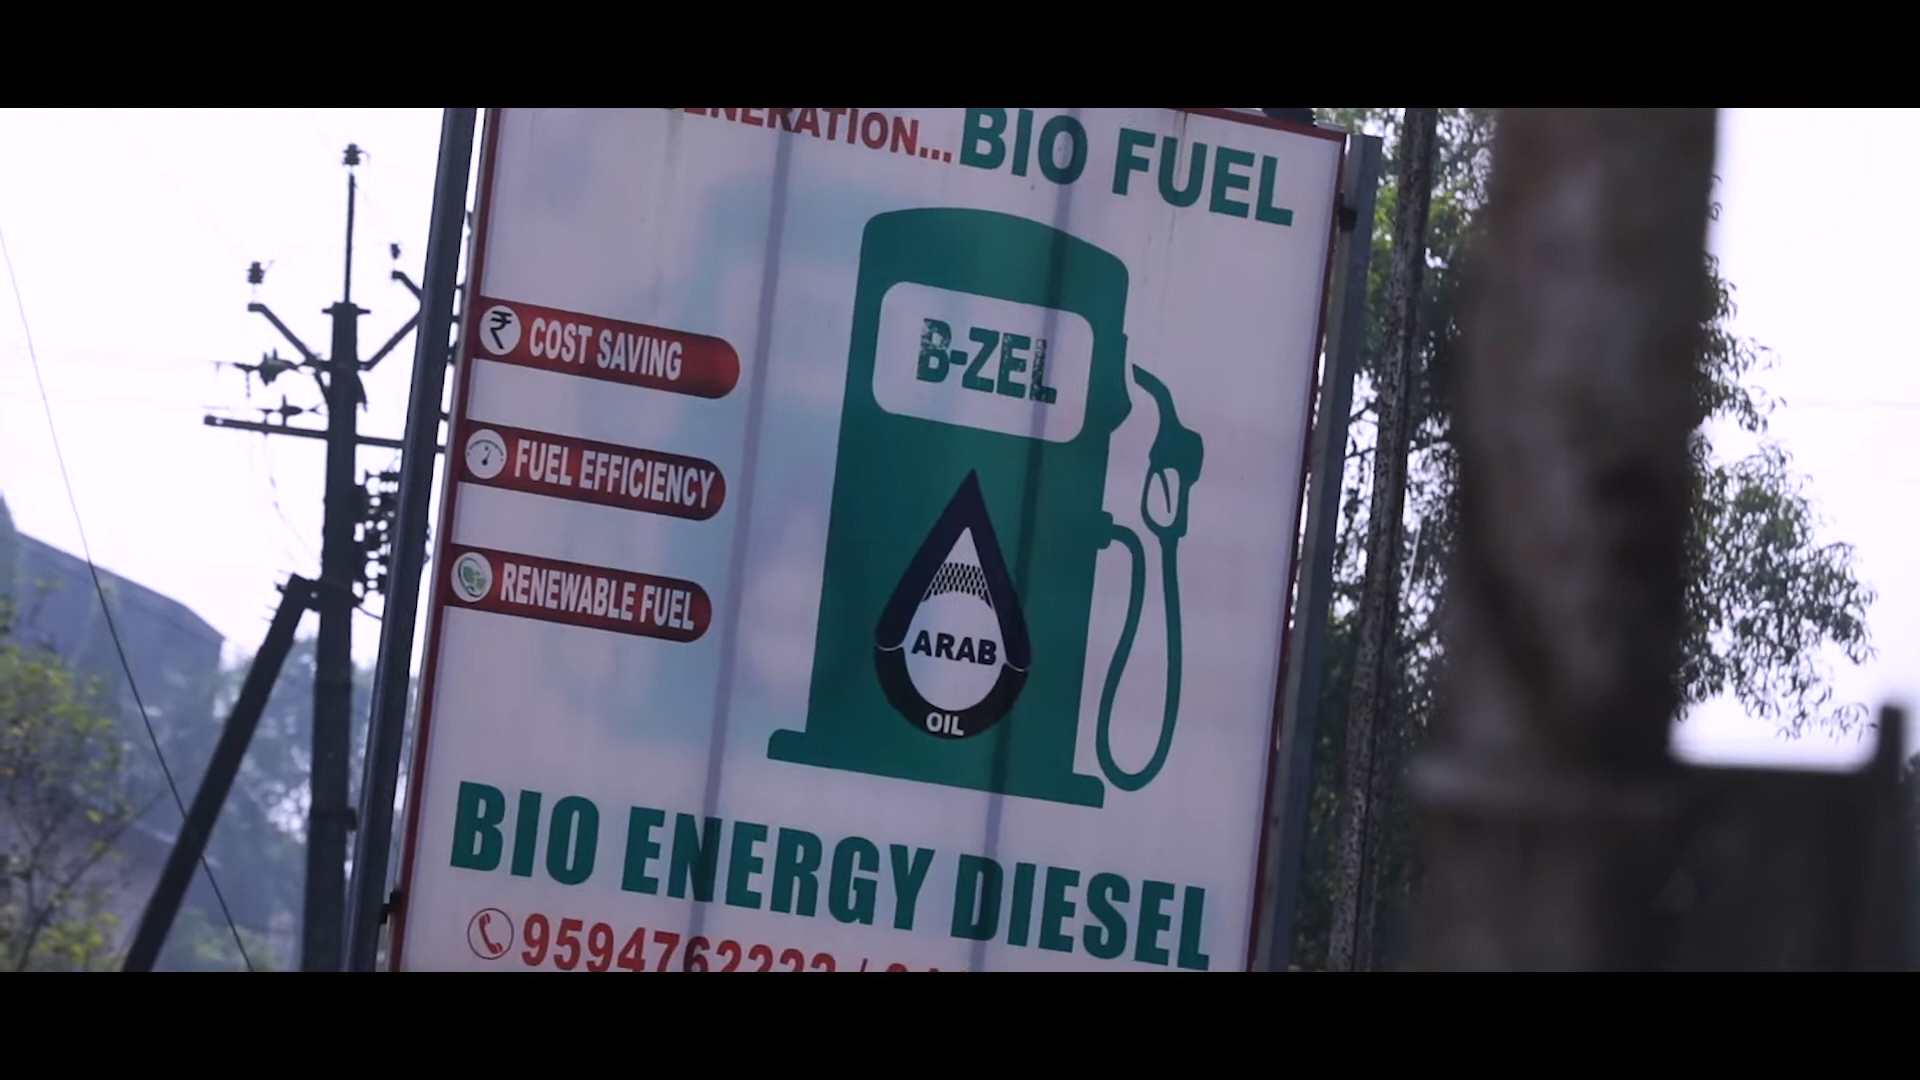 BIO FUEL
B-ZEL
COST SAVING
FUEL EFFICIENCY
RENEWABLE FUEL
ARAB
OIL
BIO ENERGY DIESEL